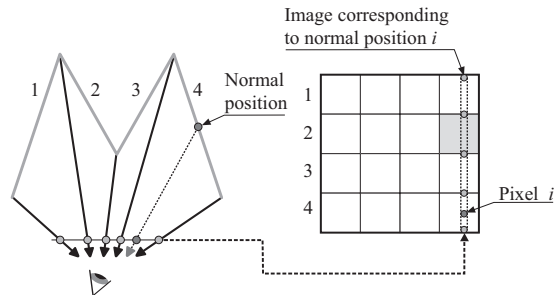 Image corresponding
to normal position i
1
2
3
4
Normal
position
1
2
3
4
Pixel i